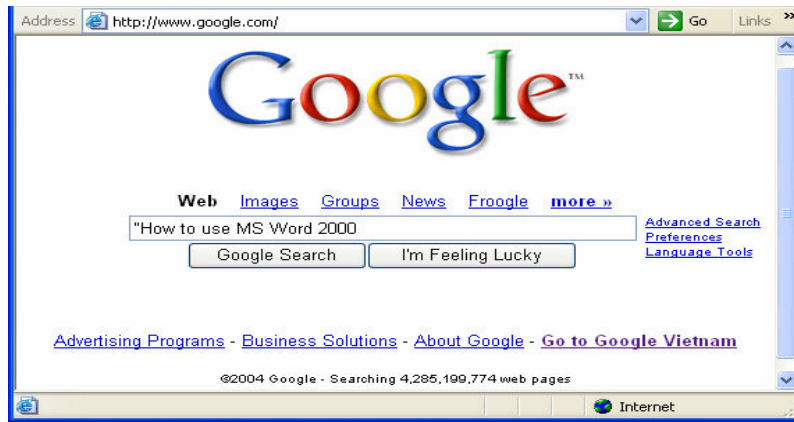 Address http://www.google.com/ Go Links »
Google™
Web Images Groups News Froogle more »
"How to use MS Word 2000
Advanced Search
Preferences
Language Tools
Google Search I'm Feeling Lucky
Advertising Programs - Business Solutions - About Google - Go to Google Vietnam
©2004 Google - Searching 4,285,199,774 web pages
Internet